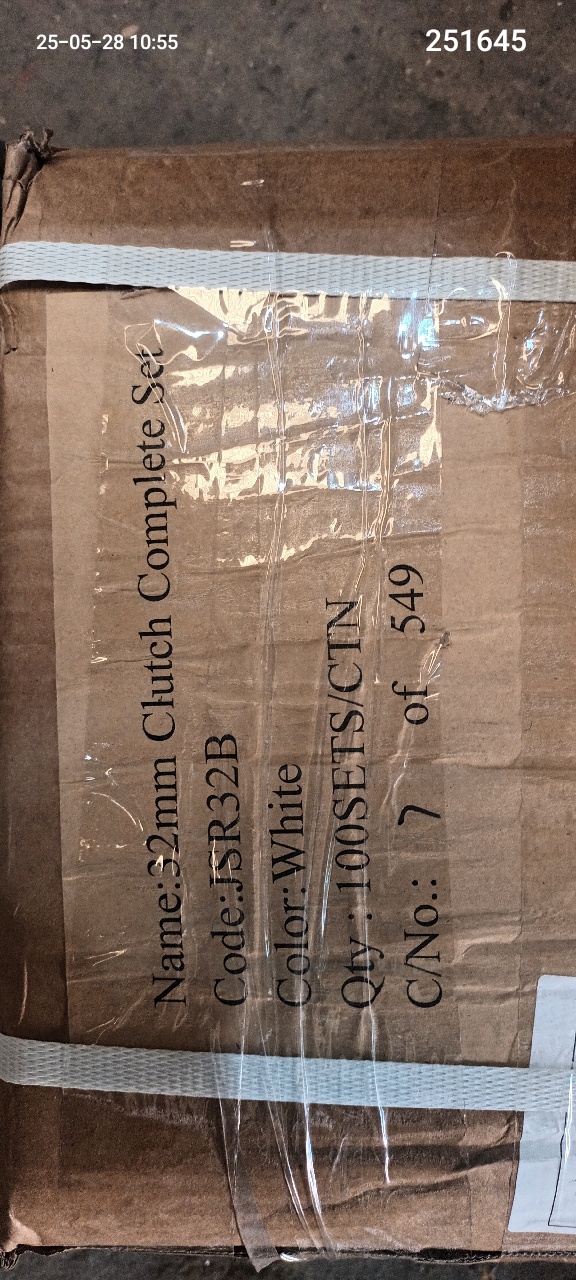 25-05-28 10:55
251645
Name:32mm Clutch Complete Set
Code:JSR32B
Color:White
Qty : 100SETS/CTN
C/No.: 7 of 549